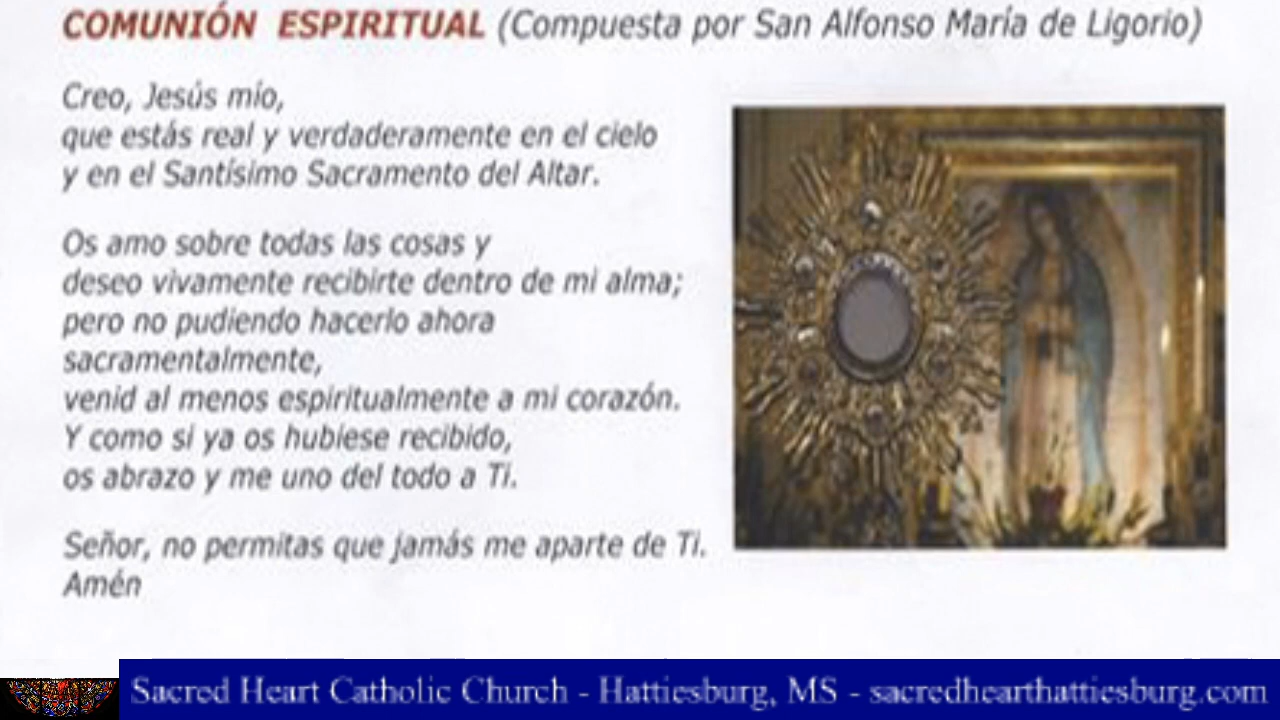 COMUNIÓN ESPIRITUAL (Compuesta por San Alfonso María de Ligorio)
Creo, Jesús mío,
que estás real y verdaderamente en el cielo
y en el Santísimo Sacramento del Altar.
Os amo sobre todas las cosas y
deseo vivamente recibirte dentro de mi alma;
pero no pudiendo hacerlo ahora
sacramentalmente,
venid al menos espiritualmente a mi corazón.
Y como si ya os hubiese recibido,
os abrazo y me uno del todo a Ti.
Señor, no permitas que jamás me aparte de Ti.
Amén
Sacred Heart Catholic Church - Hattiesburg, MS - sacredhearthattiesburg.com